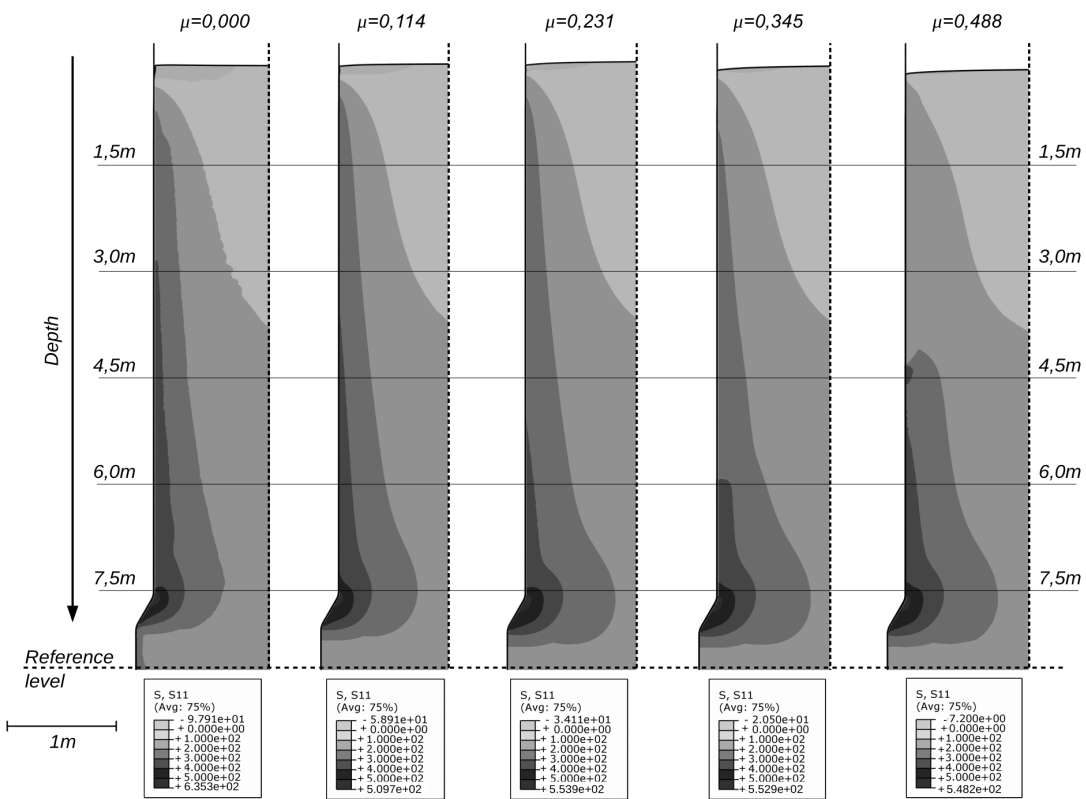 μ=0,000 μ=0,114 μ=0,231 μ=0,345 μ=0,488
1,5m 1,5m
3,0m 3,0m
Depth
4,5m 4,5m
6,0m 6,0m
7,5m 7,5m
Reference
level
1m
S, S11
(Avg: 75%)
- 9.791e+01
+ 0.000e+00
+ 1.000e+02
+ 2.000e+02
+ 3.000e+02
+ 4.000e+02
+ 5.000e+02
+ 6.353e+02
S, S11
(Avg: 75%)
- 5.891e+01
+ 0.000e+00
+ 1.000e+02
+ 2.000e+02
+ 3.000e+02
+ 4.000e+02
+ 5.000e+02
+ 5.097e+02
S, S11
(Avg: 75%)
- 3.411e+01
+ 0.000e+00
+ 1.000e+02
+ 2.000e+02
+ 3.000e+02
+ 4.000e+02
+ 5.000e+02
+ 5.539e+02
S, S11
(Avg: 75%)
- 2.050e+01
+ 0.000e+00
+ 1.000e+02
+ 2.000e+02
+ 3.000e+02
+ 4.000e+02
+ 5.000e+02
+ 5.529e+02
S, S11
(Avg: 75%)
- 7.200e+00
+ 0.000e+00
+ 1.000e+02
+ 2.000e+02
+ 3.000e+02
+ 4.000e+02
+ 5.000e+02
+ 5.482e+02